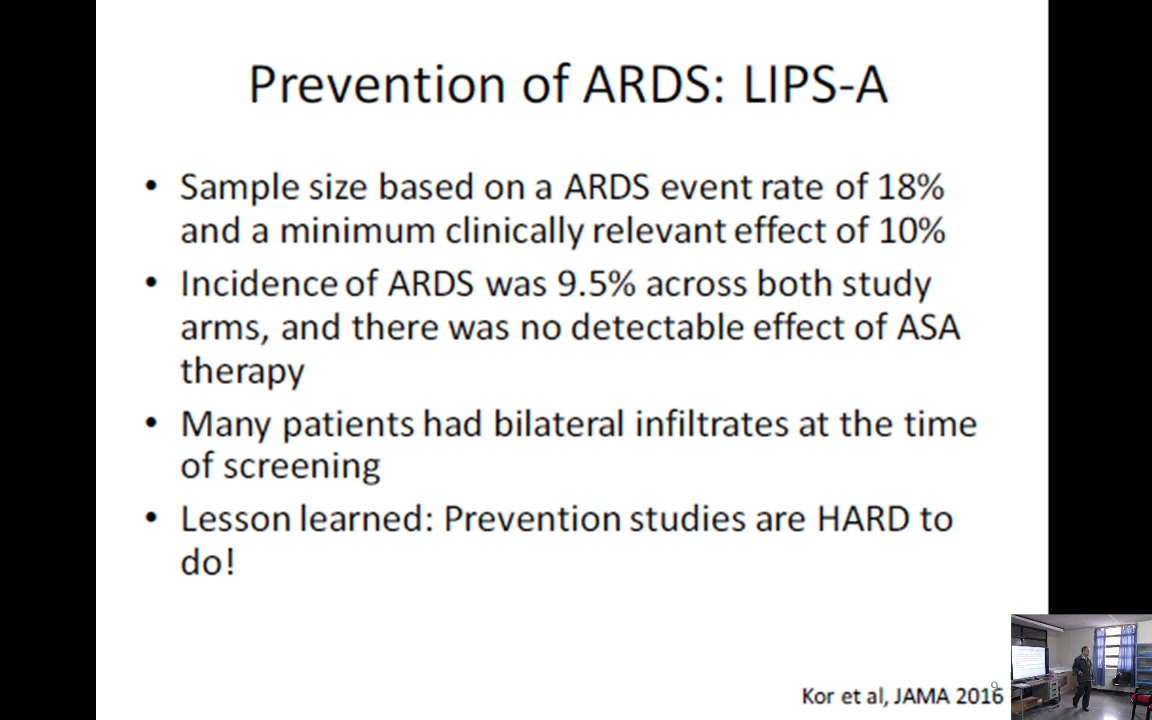 Prevention of ARDS: LIPS-A
• Sample size based on a ARDS event rate of 18%
and a minimum clinically relevant effect of 10%
• Incidence of ARDS was 9.5% across both study
arms, and there was no detectable effect of ASA
therapy
• Many patients had bilateral infiltrates at the time
of screening
• Lesson learned: Prevention studies are HARD to
do!
9
Kor et al, JAMA 2016